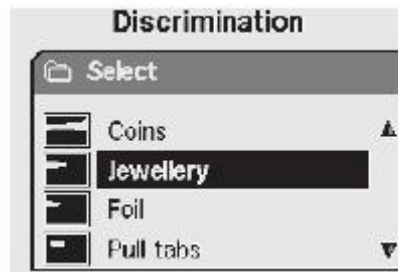 Discrimination
Select
Coins
Jewellery
Foil
Pull tabs